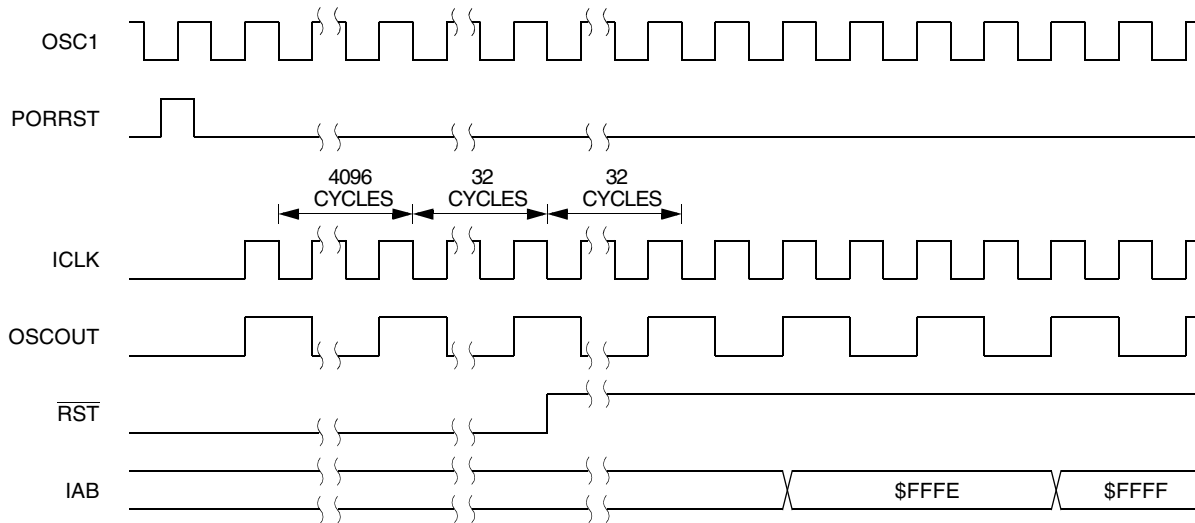 OSC1
PORRST
4096
CYCLES
32
CYCLES
32
CYCLES
ICLK
OSCOUT
RST
IAB
$FFFE
$FFFF